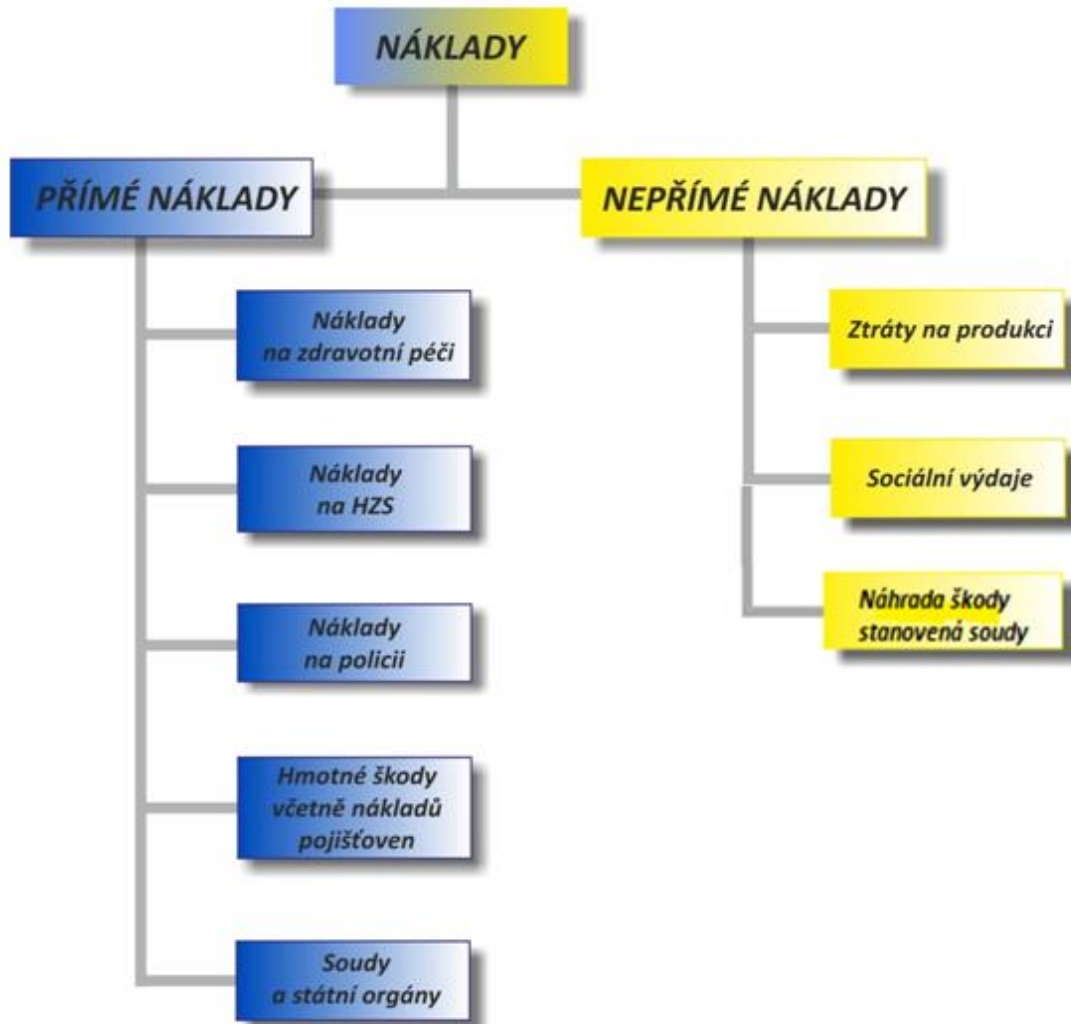 NÁKLADY
PŘÍMÉ NÁKLADY
Náklady
na zdravotní péči
Náklady
na HZS
Náklady
na policii
Hmotné škody
včetně nákladů
pojišťoven
Soudy
a státní orgány
NEPŘÍMÉ NÁKLADY
Ztráty na produkci
Sociální výdaje
Náhrada škody
stanovená soudy